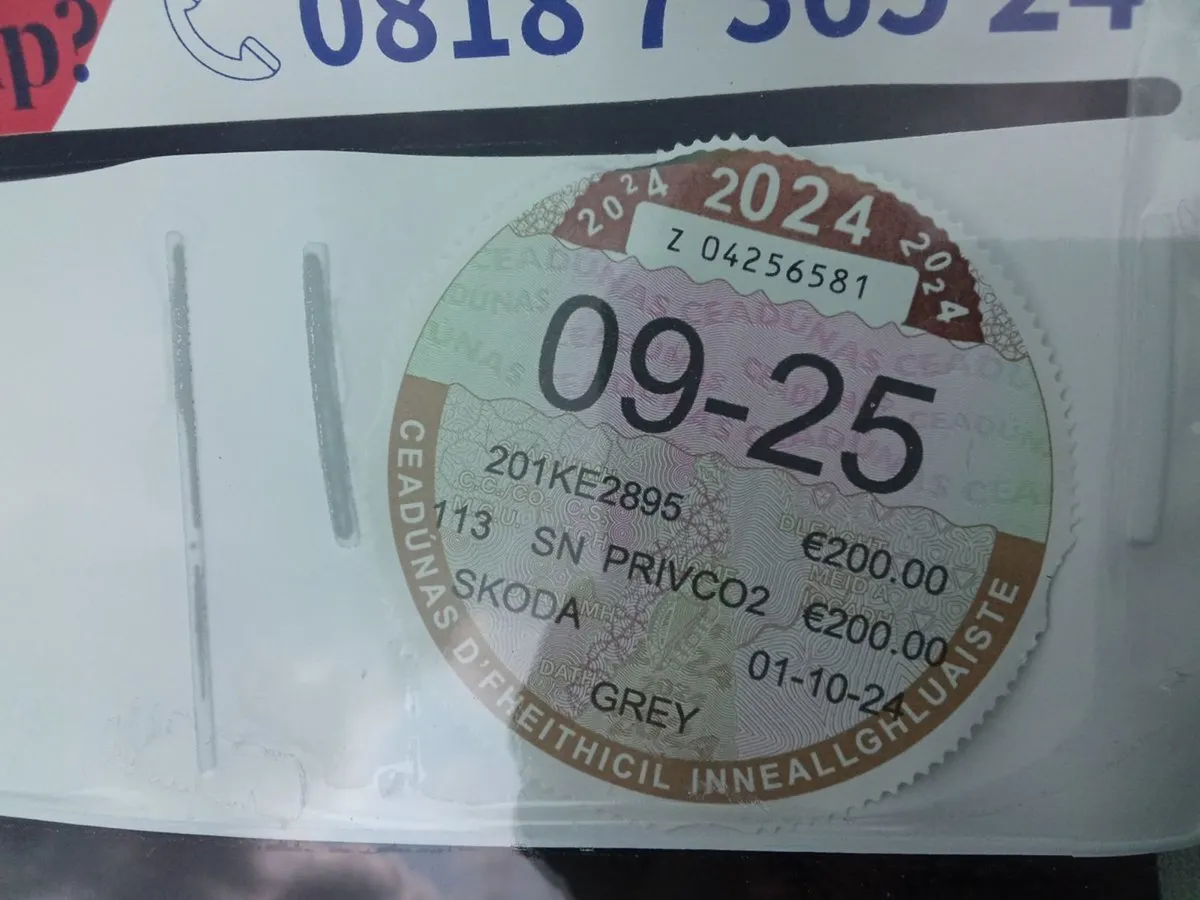 p?
0818 7 365 24
2024 2024 2024
Z 04256581
09-25
201KE2895
113 SN PRIVCO2 €200.00
SKODA €200.00
01-10-24
GREY
CEADÚNAS D'FHEITHICIL INNEALLGHLUAISTE